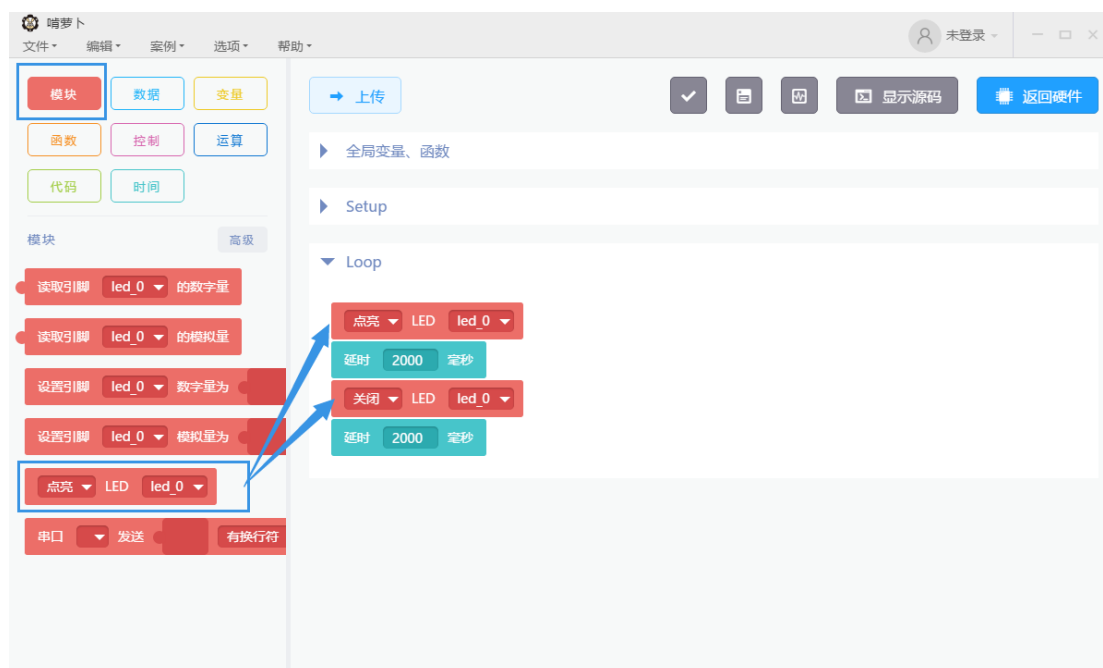 啃萝卜
文件 编辑 案例 选项 帮助 未登录
模块 数据 变量
函数 控制 运算
代码 时间
模块 高级
读取引脚 led_0 的数字量
读取引脚 led_0 的模拟量
设置引脚 led_0 数字量为
设置引脚 led_0 模拟量为
点亮 LED led_0
串口 发送 有换行符
上传 显示源码 返回硬件
全局变量、函数
Setup
Loop
点亮 LED led_0
延时 2000 毫秒
关闭 LED led_0
延时 2000 毫秒